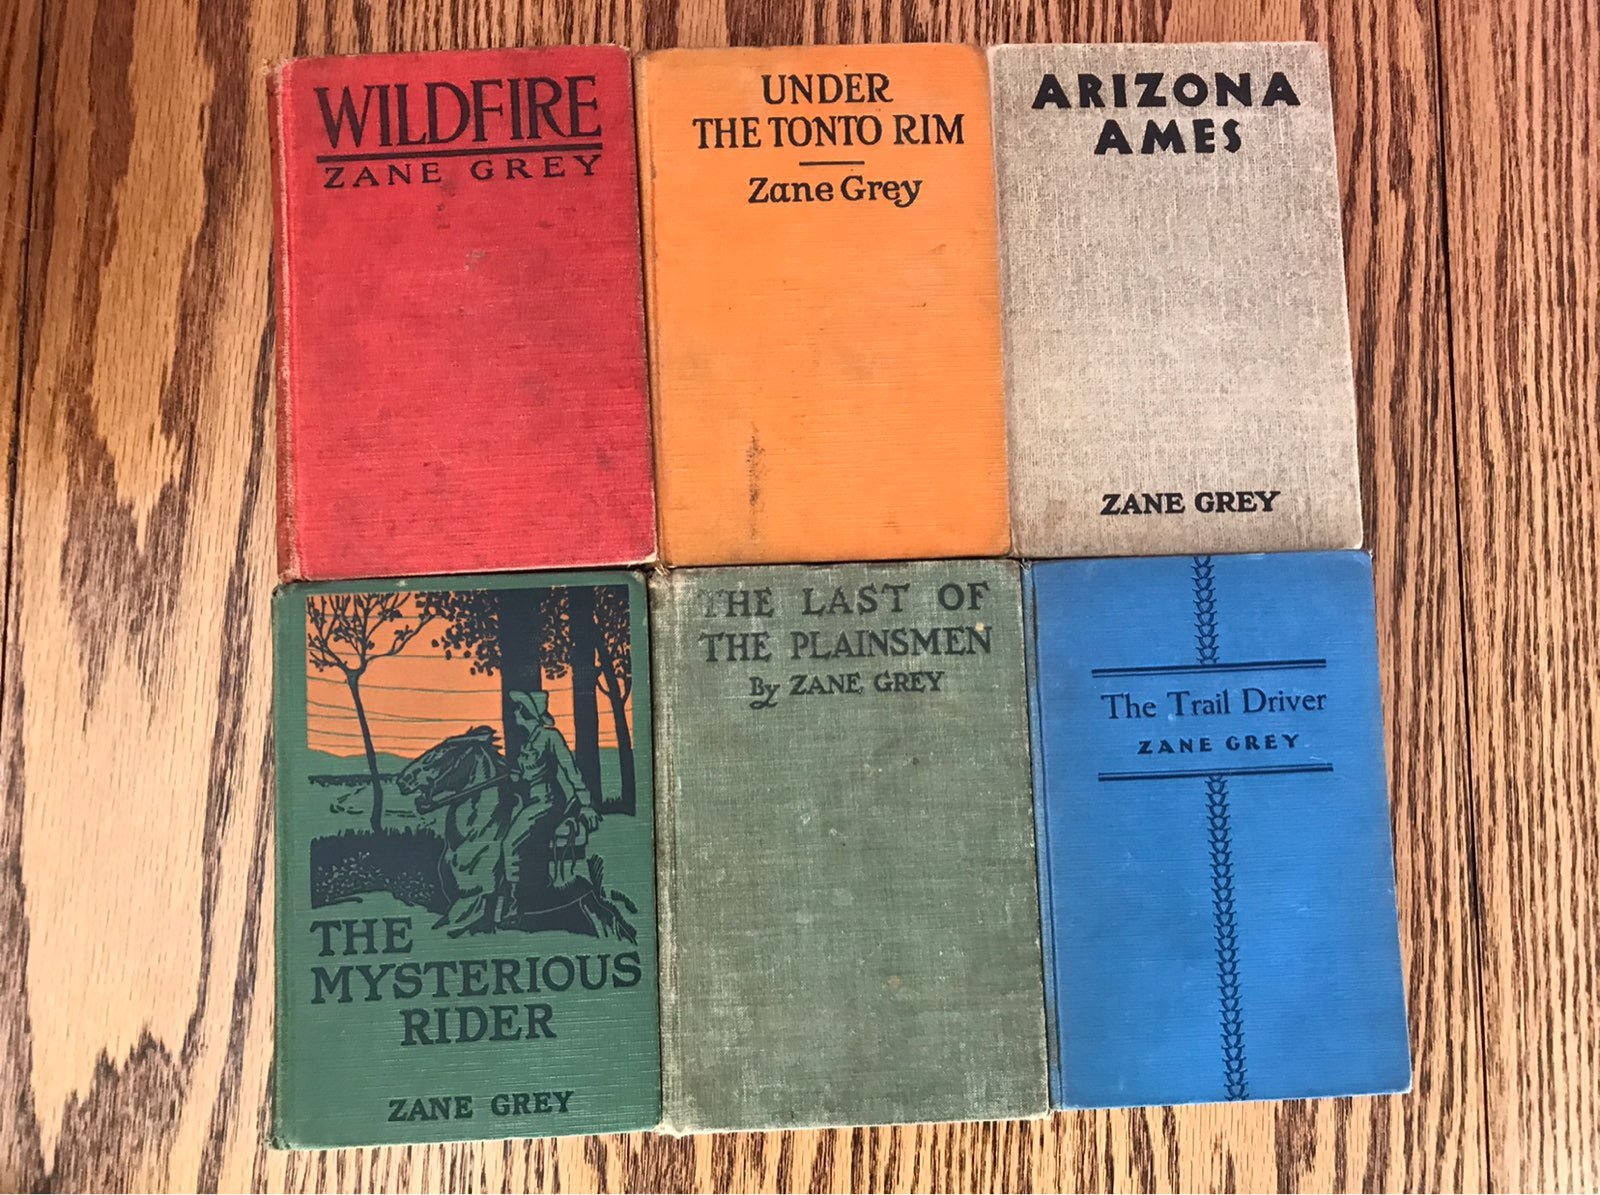 WILDFIRE
ZANE GREY
UNDER
THE TONTO RIM
Zane Grey
ARIZONA
AMES
ZANE GREY
THE
MYSTERIOUS
RIDER
ZANE GREY
THE LAST OF
THE PLAINSMEN
By ZANE GREY
The Trail Driver
ZANE GREY